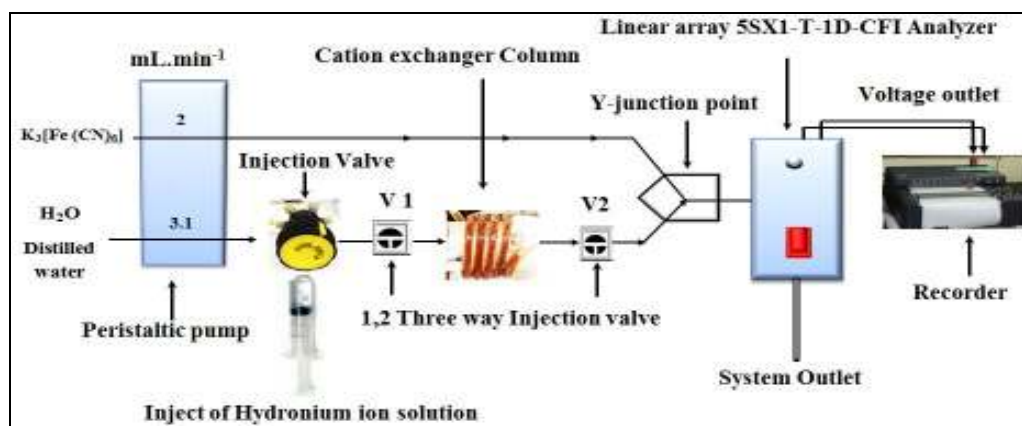 Linear array 5SX1-T-1D-CFI Analyzer
mL..min⁻¹
Cation exchanger Column
Y-junction point
Voltage outlet
K₃[Fe (CN)₆]
2
Injection Valve
V 1
V2
H₂O
3.1
Distilled
water
Recorder
Peristaltic pump
1,2 Three way Injection valve
System Outlet
Inject of Hydronium ion solution